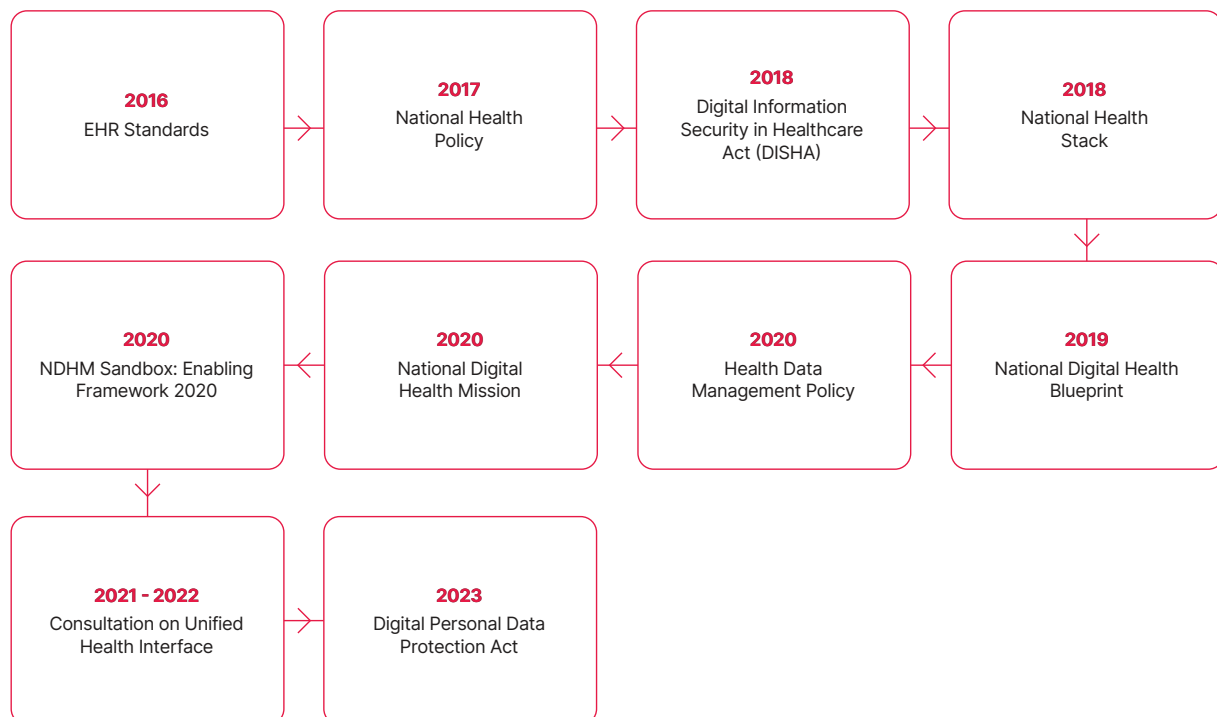 2016
EHR Standards
2017
National Health
Policy
2018
Digital Information
Security in Healthcare
Act (DISHA)
2018
National Health
Stack
2019
National Digital Health
Blueprint
2020
Health Data
Management Policy
2020
National Digital
Health Mission
2020
NDHM Sandbox: Enabling
Framework 2020
2021 - 2022
Consultation on Unified
Health Interface
2023
Digital Personal Data
Protection Act